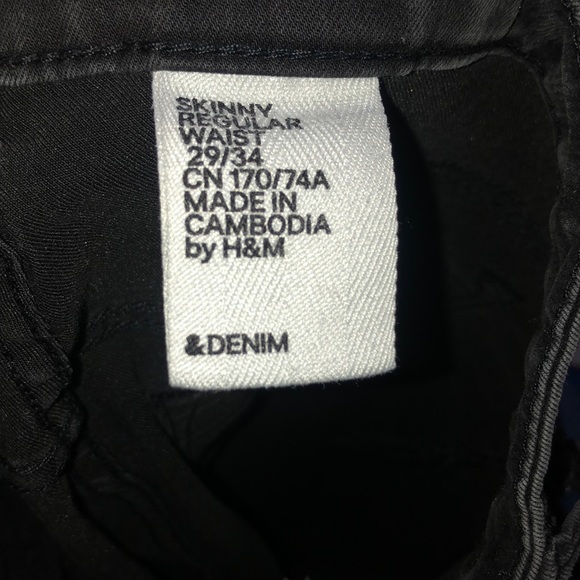 SKINNY
REGULAR
WAIST
29/34
CN 170/74A
MADE IN
CAMBODIA
by H&M
&DENIM